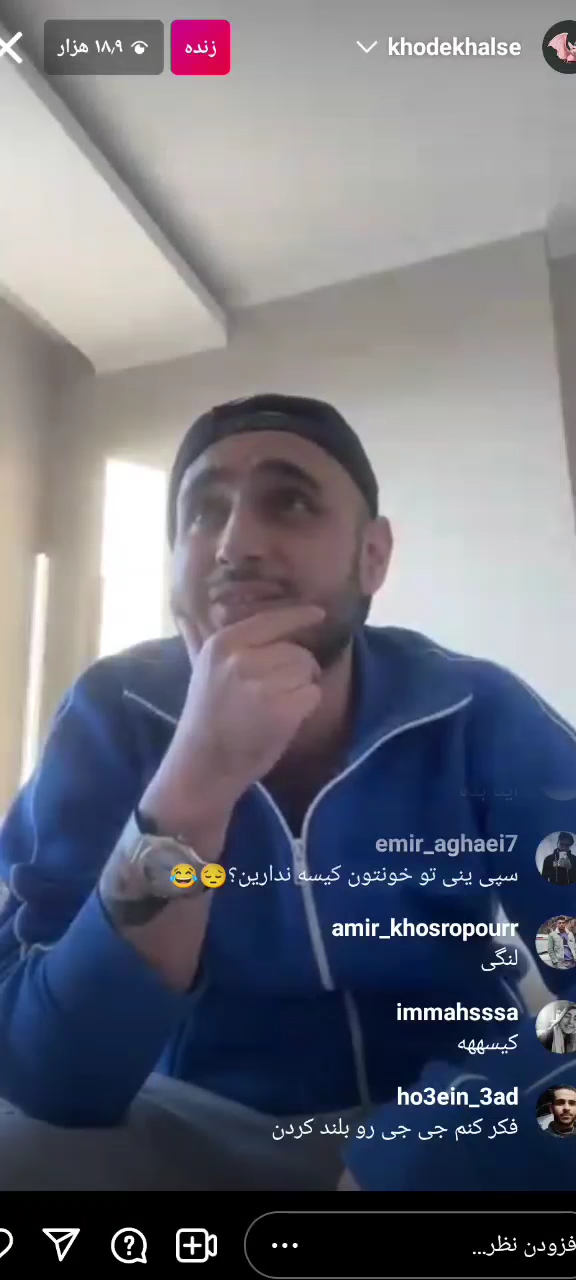 khodekhalse
زنده
۱۸٫۹ هزار
emir_aghaei7
سپی ینی تو خونتون کیسه ندارین؟😔😂
amir_khosropourr
لنگی
immahsssa
کیسههه
ho3ein_3ad
فکر کنم جی جی رو بلند کردن
افزودن نظر...